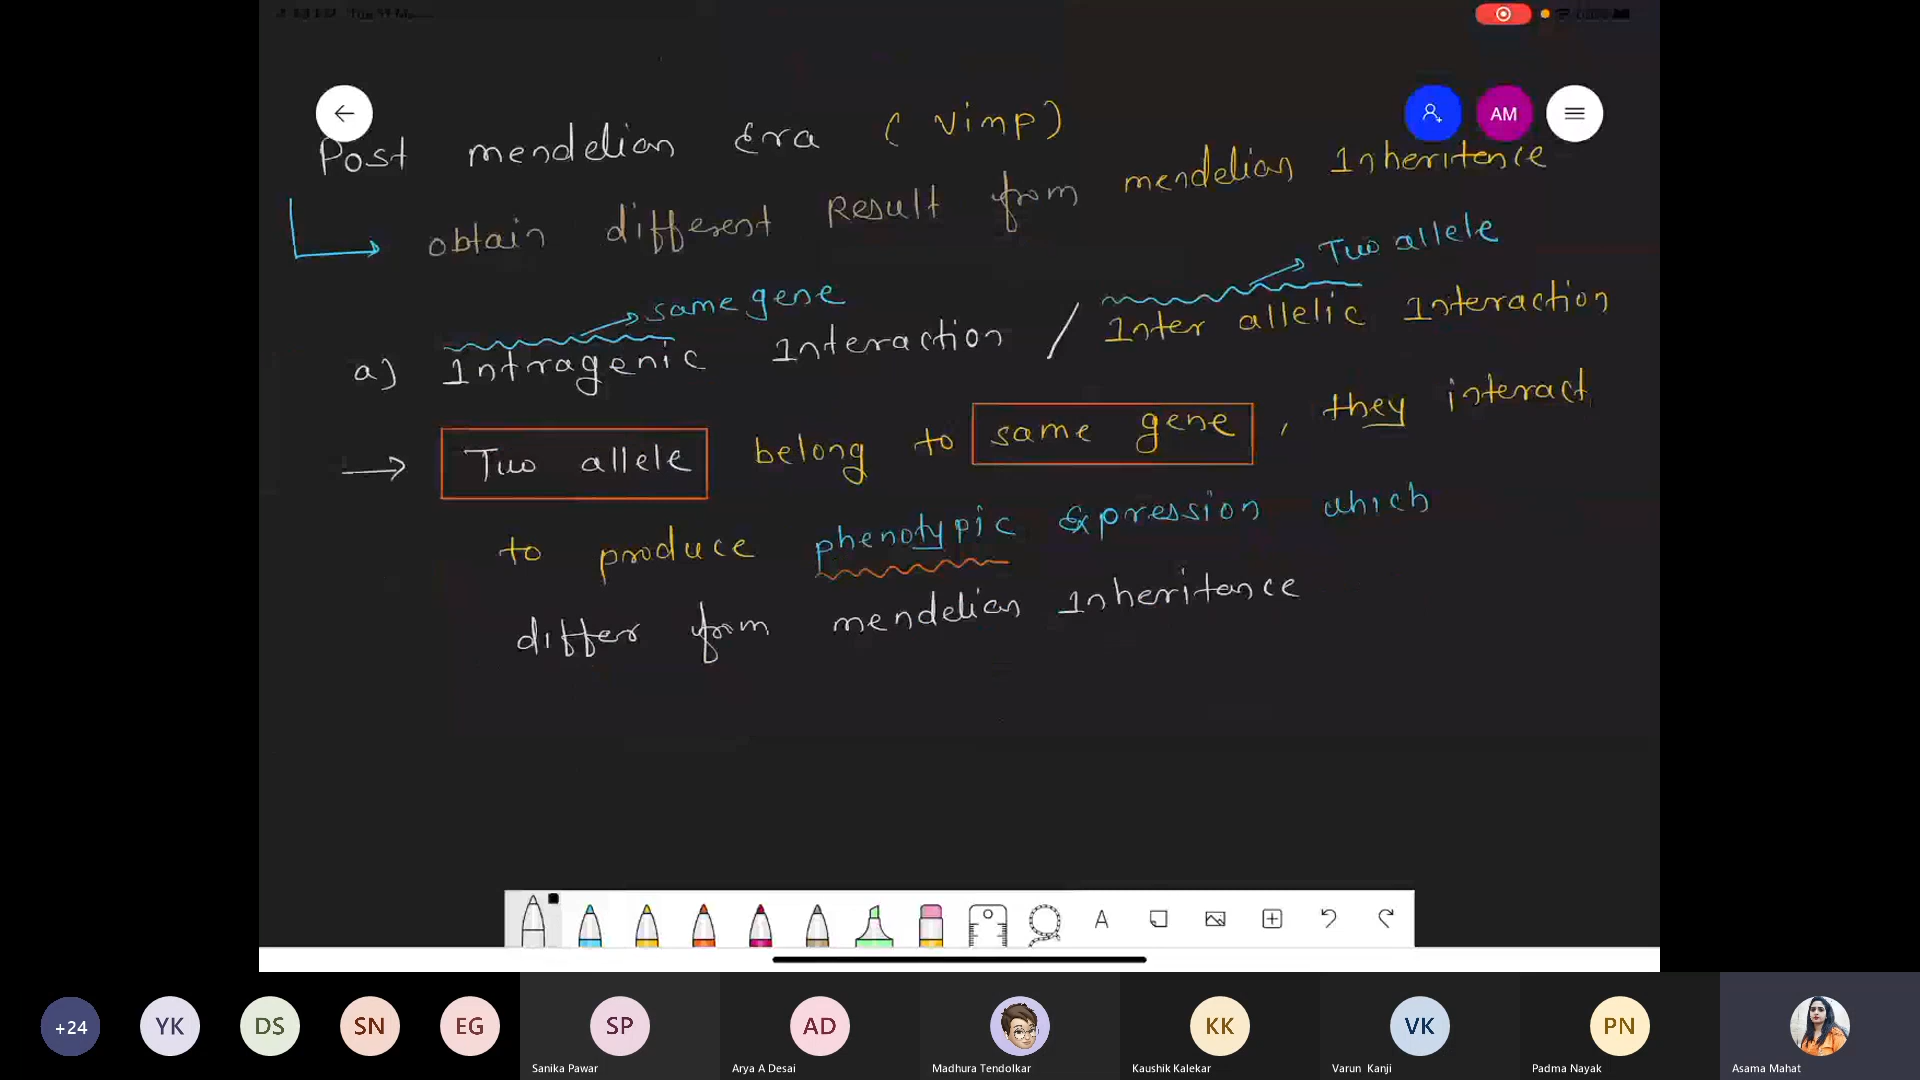 AM
Post mendelian Era ( Vimp )
obtain different Result from mendelian Inheritence
same gene
Two allele
a) Intragenic Interaction / Inter allelic Interaction
Two allele belong to same gene , they interact
to produce phenotypic Expression which
differ from mendelian Inheritance
A
+24 YK DS SN EG SP AD KK VK PN
Sanika Pawar Arya A Desai Madhura Tendolkar Kaushik Kalekar Varun Kanji Padma Nayak Asama Mahat